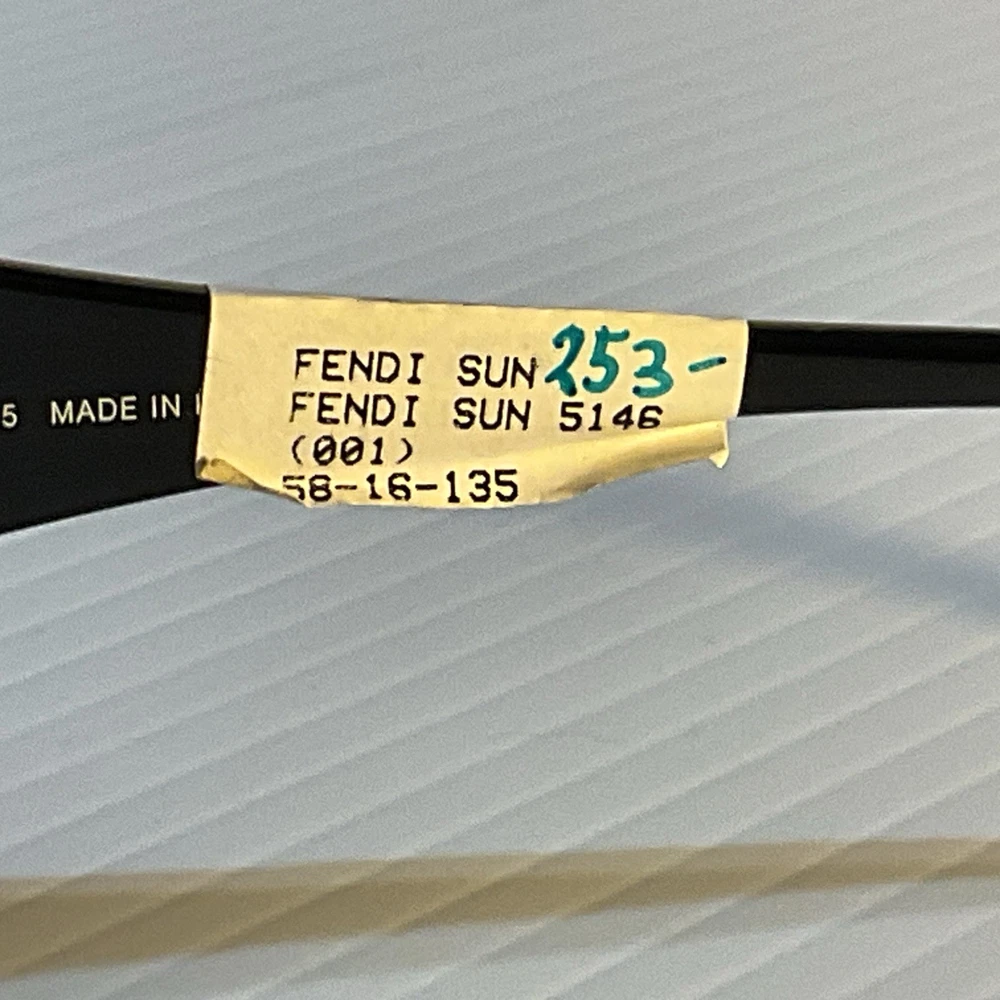 5 MADE IN
FENDI SUN 253-
FENDI SUN 5146
(001)
58-16-135